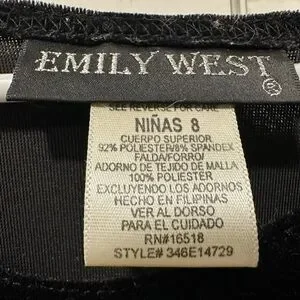 EMILY WEST
®
SEE REVERSE FOR CARE
NIÑAS 8
CUERPO SUPERIOR
92% POLIESTER/8% SPANDEX
FALDA/FORRO/
ADORNO DE TEJIDO DE MALLA
100% POLIESTER
EXCLUYENDO LOS ADORNOS
HECHO EN FILIPINAS
VER AL DORSO
PARA EL CUIDADO
RN#16518
STYLE# 346E14729